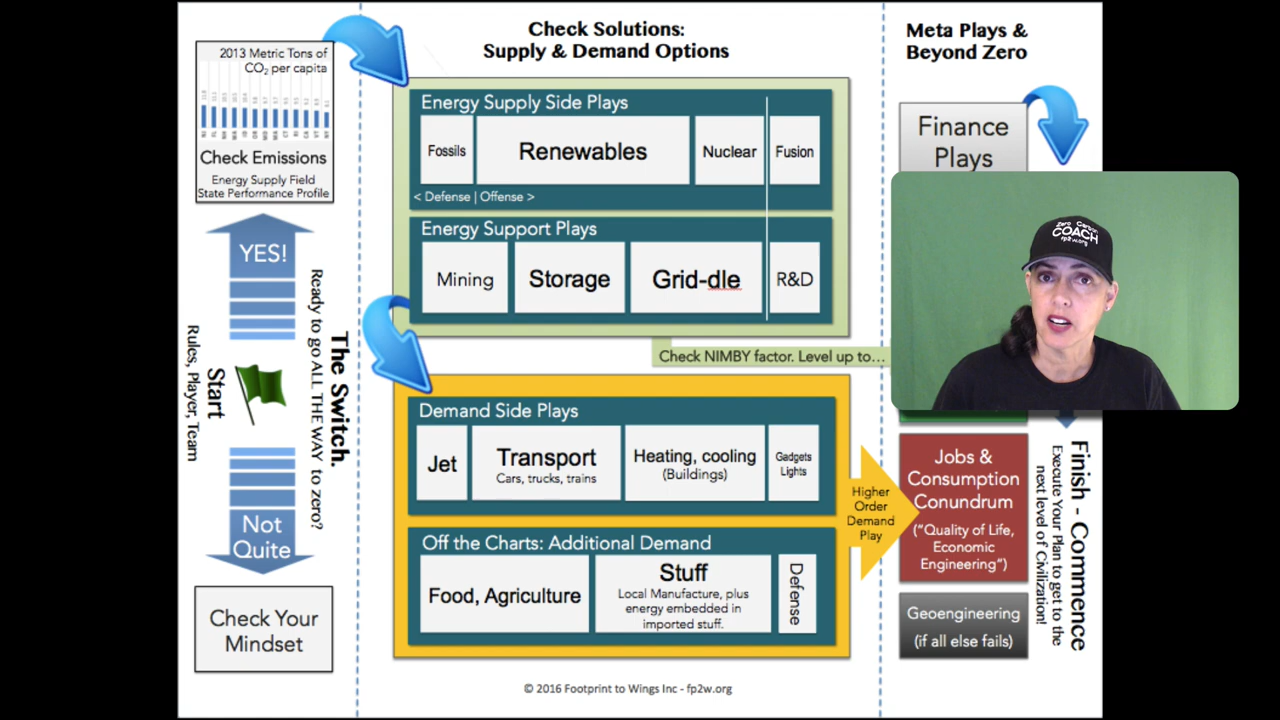 2013 Metric Tons of
CO₂ per capita
Check Emissions
Energy Supply Field
State Performance Profile
YES!
Start
Rules, Player, Team
The Switch.
Ready to go ALL THE WAY to zero?
Not
Quite
Check Your
Mindset
Check Solutions:
Supply & Demand Options
Energy Supply Side Plays
Fossils
Renewables
Nuclear
Fusion
< Defense | Offense >
Energy Support Plays
Mining
Storage
Grid-dle
R&D
Check NIMBY factor. Level up to…
Demand Side Plays
Jet
Transport
Cars, trucks, trains
Heating, cooling
(Buildings)
Gadgets
Lights
Off the Charts: Additional Demand
Food, Agriculture
Stuff
Local Manufacture, plus
energy embedded in
imported stuff.
Defense
Higher
Order
Demand
Play
Meta Plays &
Beyond Zero
Finance
Plays
Zero Carbon
COACH
fp2w.org
Jobs &
Consumption
Conundrum
("Quality of Life,
Economic
Engineering")
Geoengineering
(if all else fails)
Finish - Commence
Execute Your Plan to get to the
next level of Civilization!
© 2016 Footprint to Wings Inc - fp2w.org